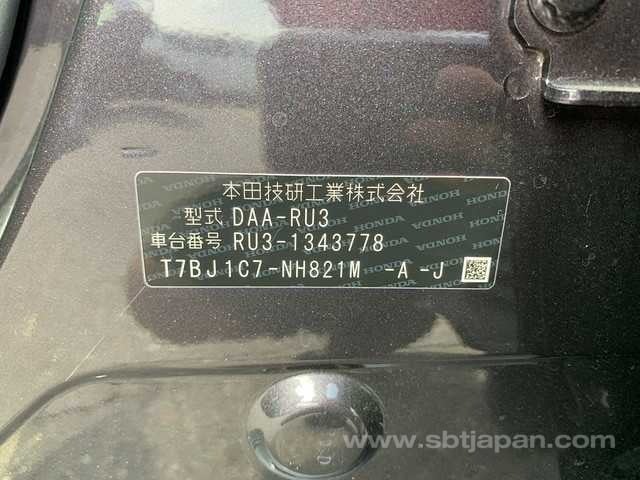 本田技研工業株式会社
型式 DAA-RU3
車台番号 RU3-1343778
T7BJ1C7-NH821M -A -J
www.sbtjapan.com